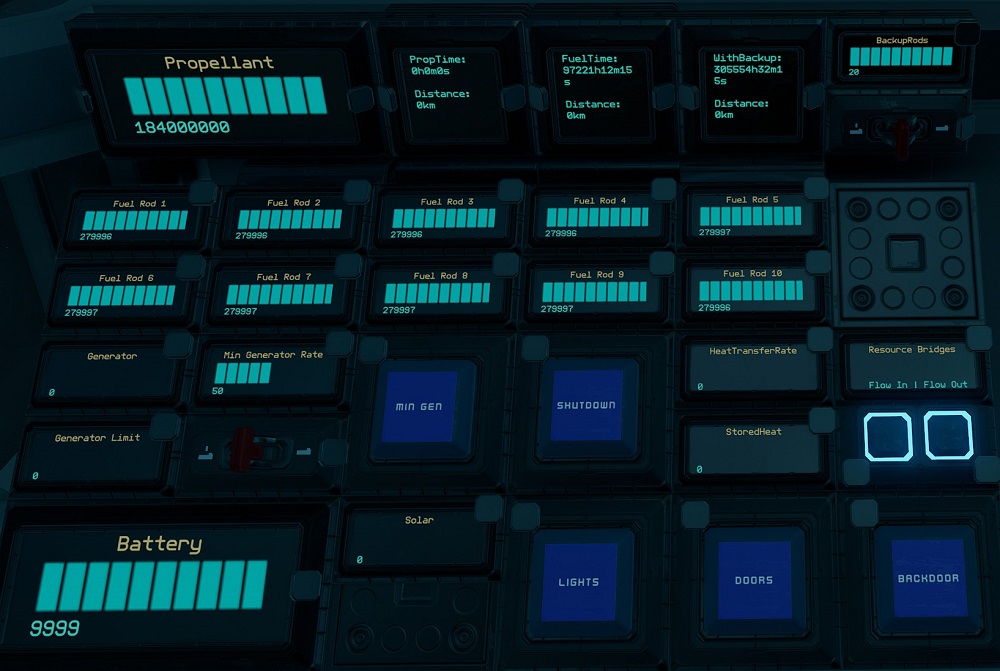 Propellant
184000000
PropTime:
0h0m0s
Distance:
0km
FuelTime:
97221h12m15
s
Distance:
0km
WithBackup:
305554h32m1
5s
Distance:
0km
BackupRods
20
Fuel Rod 1
279996
Fuel Rod 2
279996
Fuel Rod 3
279996
Fuel Rod 4
279996
Fuel Rod 5
279997
Fuel Rod 6
279997
Fuel Rod 7
279997
Fuel Rod 8
279997
Fuel Rod 9
279997
Fuel Rod 10
279996
Generator
0
Min Generator Rate
50
MIN GEN
SHUTDOWN
HeatTransferRate
0
Resource Bridges
Flow In | Flow Out
Generator Limit
0
StoredHeat
0
Battery
9999
Solar
0
LIGHTS
DOORS
BACKDOOR